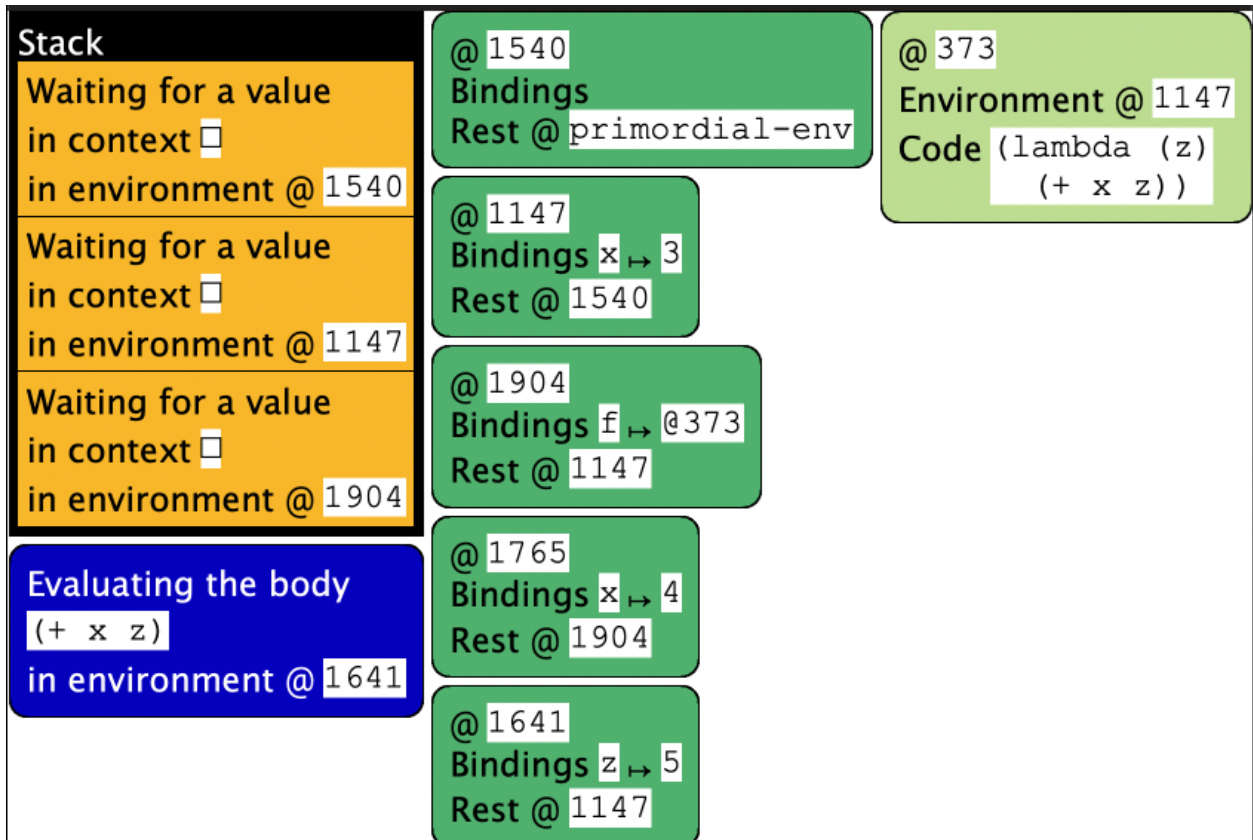 Stack
Waiting for a value
in context □
in environment @ 1540
Waiting for a value
in context □
in environment @ 1147
Waiting for a value
in context □
in environment @ 1904
Evaluating the body
(+ x z)
in environment @ 1641
@ 1540
Bindings
Rest @ primordial-env
@ 1147
Bindings x ↦ 3
Rest @ 1540
@ 1904
Bindings f ↦ @373
Rest @ 1147
@ 1765
Bindings x ↦ 4
Rest @ 1904
@ 1641
Bindings z ↦ 5
Rest @ 1147
@ 373
Environment @ 1147
Code (lambda (z)
(+ x z))